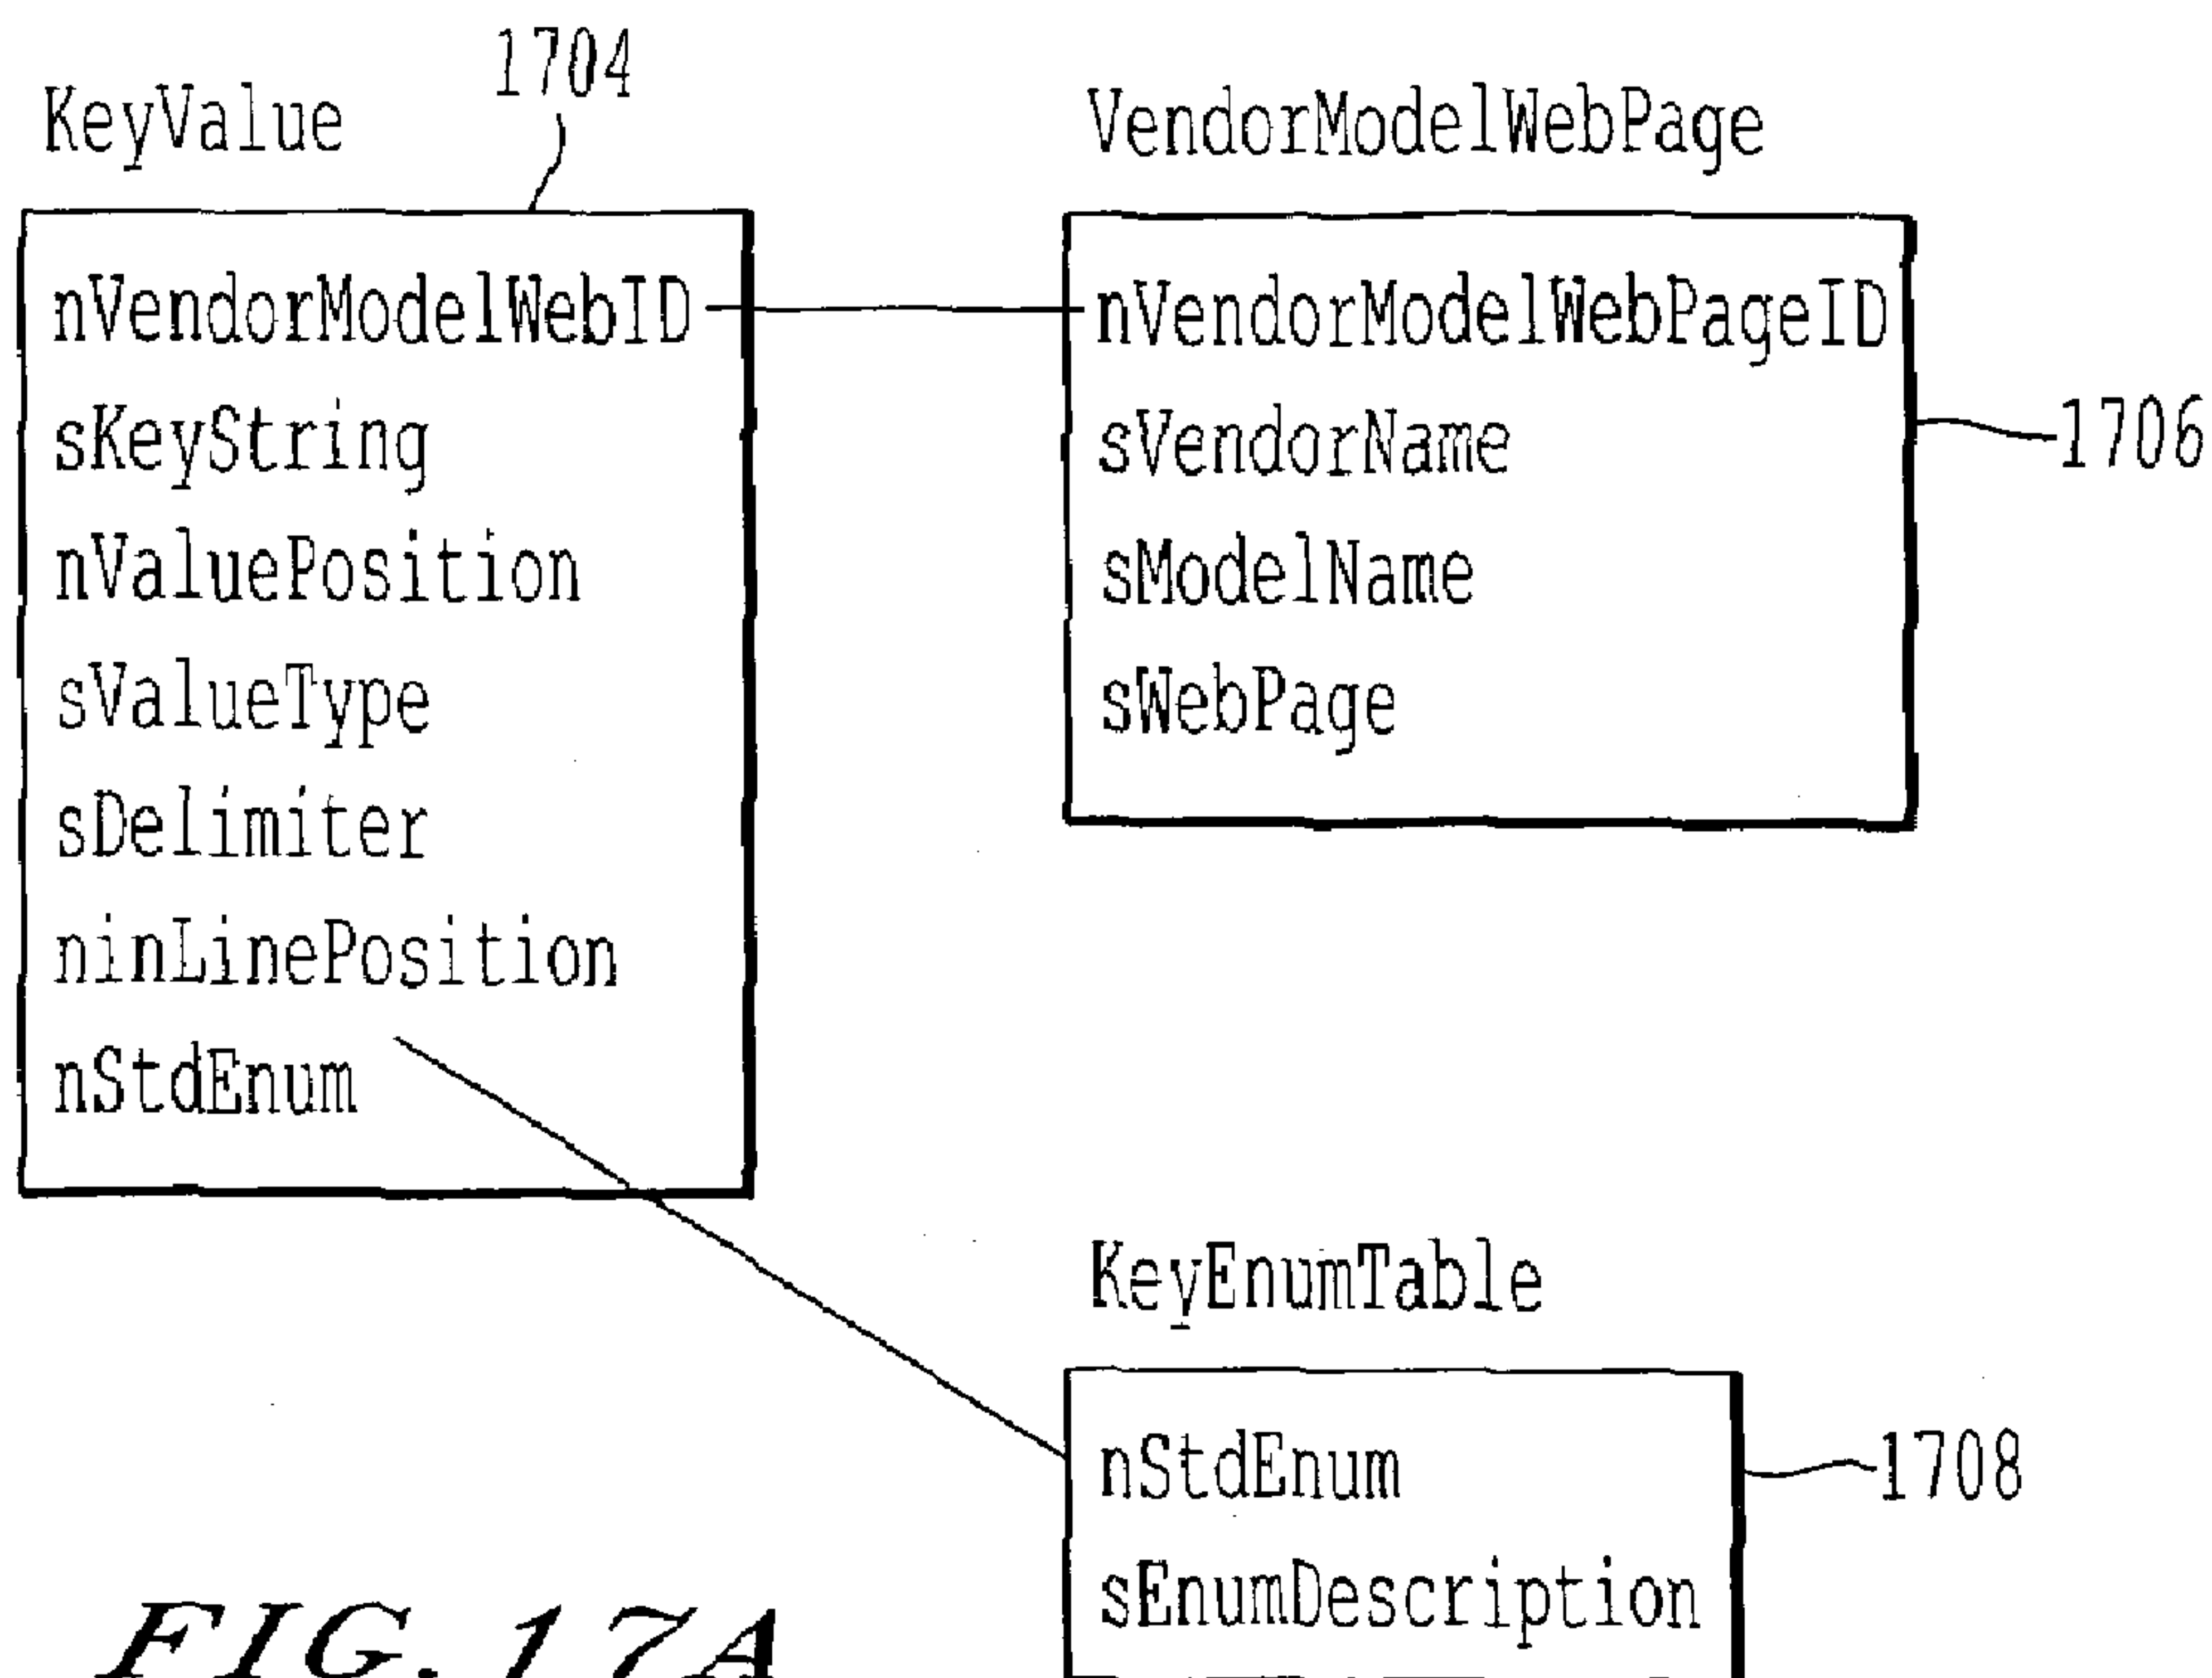 1704
KeyValue
nVendorModelWebID
sKeyString
nValuePosition
sValueType
sDelimiter
ninLinePosition
nStdEnum
VendorModelWebPage
nVendorModelWebPageID
sVendorName
sModelName
sWebPage
1706
KeyEnumTable
nStdEnum
sEnumDescription
1708
FIG. 17A